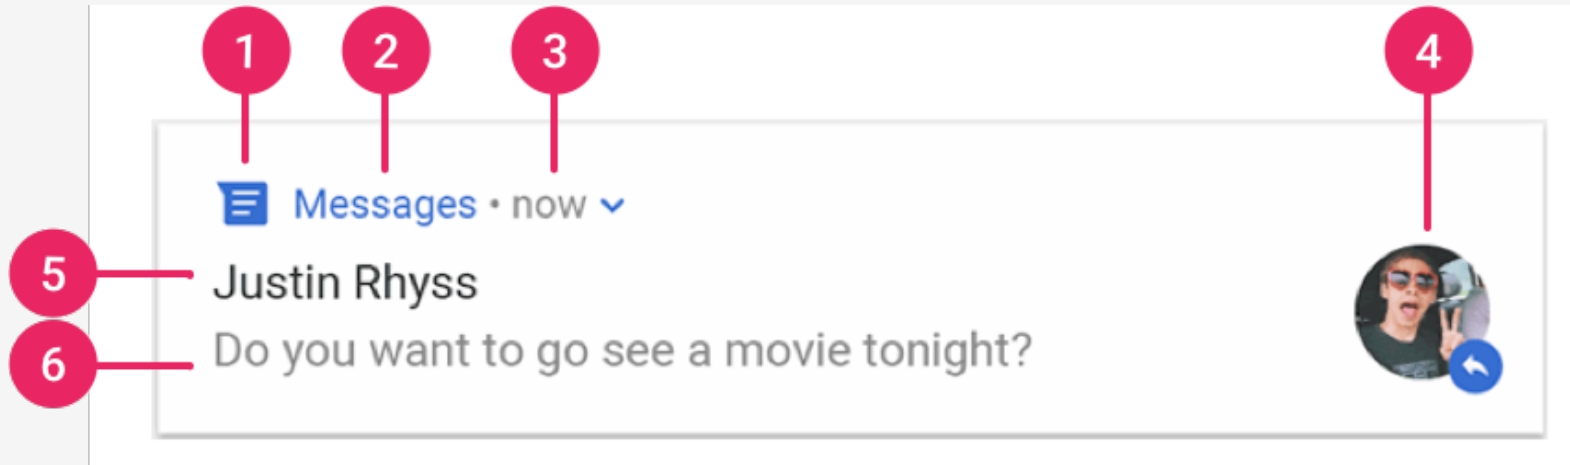 1 2 3 4
Messages • now
5 Justin Rhyss
6 Do you want to go see a movie tonight?